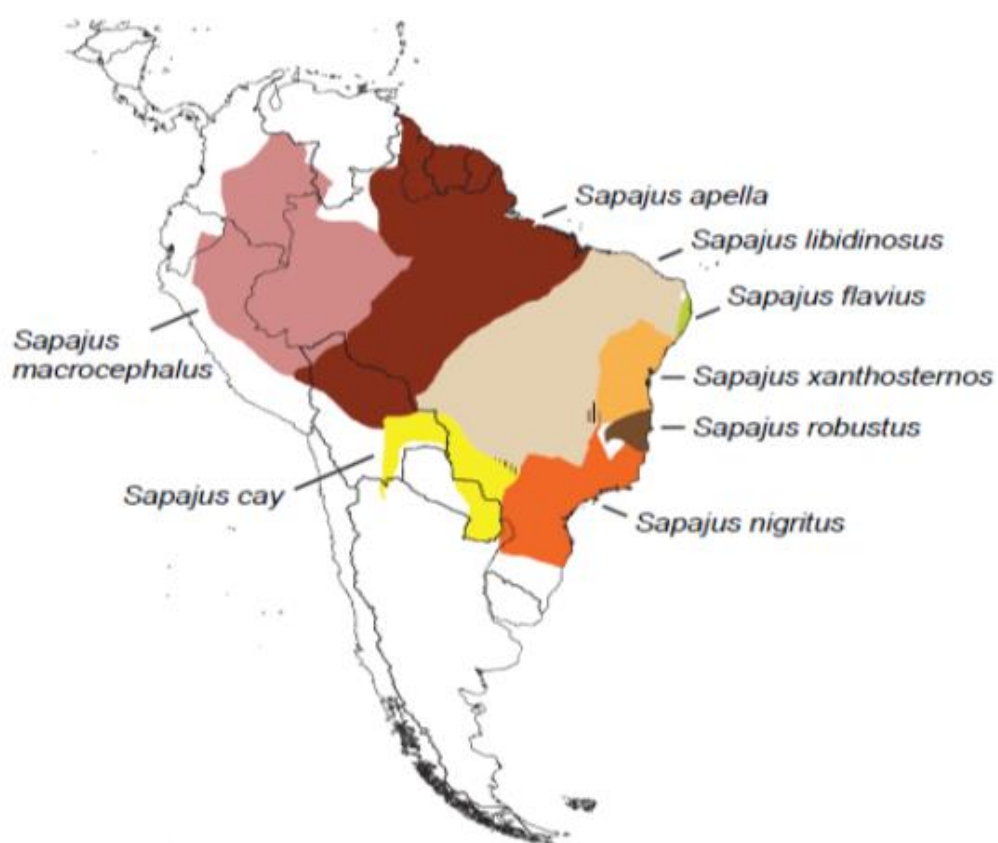 Sapajus apella
Sapajus libidinosus
Sapajus flavius
Sapajus
macrocephalus
Sapajus xanthosternos
Sapajus robustus
Sapajus cay
Sapajus nigritus